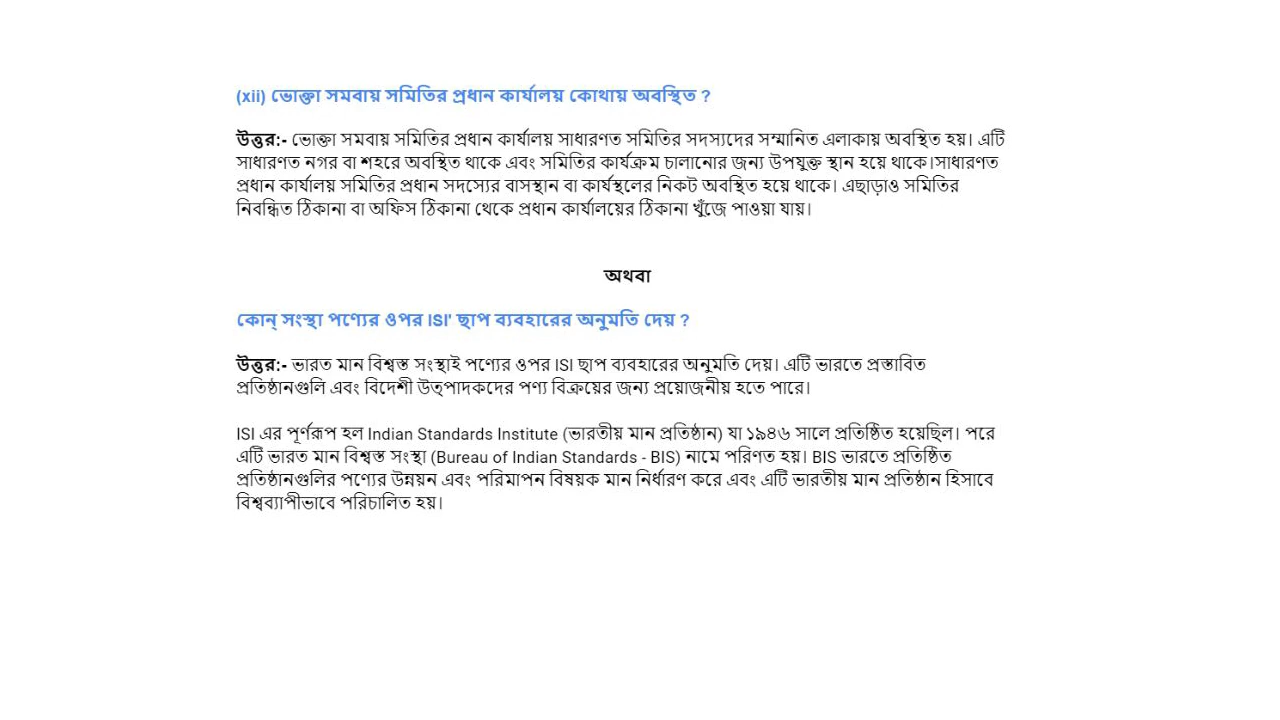 (xii) ভোক্তা সমবায় সমিতির প্রধান কার্যালয় কোথায় অবস্থিত ?
উত্তর:- ভোক্তা সমবায় সমিতির প্রধান কার্যালয় সাধারণত সমিতির সদস্যদের সম্মানিত এলাকায় অবস্থিত হয়। এটি
সাধারণত নগর বা শহরে অবস্থিত থাকে এবং সমিতির কার্যক্রম চালানোর জন্য উপযুক্ত স্থান হয়ে থাকে।সাধারণত
প্রধান কার্যালয় সমিতির প্রধান সদস্যের বাসস্থান বা কার্যস্থলের নিকট অবস্থিত হয়ে থাকে। এছাড়াও সমিতির
নিবন্ধিত ঠিকানা বা অফিস ঠিকানা থেকে প্রধান কার্যালয়ের ঠিকানা খুঁজে পাওয়া যায়।
অথবা
কোন্ সংস্থা পণ্যের ওপর ISI' ছাপ ব্যবহারের অনুমতি দেয় ?
উত্তর:- ভারত মান বিশ্বস্ত সংস্থাই পণ্যের ওপর ISI ছাপ ব্যবহারের অনুমতি দেয়। এটি ভারতে প্রস্তাবিত
প্রতিষ্ঠানগুলি এবং বিদেশী উত্পাদকদের পণ্য বিক্রয়ের জন্য প্রয়োজনীয় হতে পারে।
ISI এর পূর্ণরূপ হল Indian Standards Institute (ভারতীয় মান প্রতিষ্ঠান) যা ১৯৪৬ সালে প্রতিষ্ঠিত হয়েছিল। পরে
এটি ভারত মান বিশ্বস্ত সংস্থা (Bureau of Indian Standards - BIS) নামে পরিণত হয়। BIS ভারতে প্রতিষ্ঠিত
প্রতিষ্ঠানগুলির পণ্যের উন্নয়ন এবং পরিমাপন বিষয়ক মান নির্ধারণ করে এবং এটি ভারতীয় মান প্রতিষ্ঠান হিসাবে
বিশ্বব্যাপীভাবে পরিচালিত হয়।